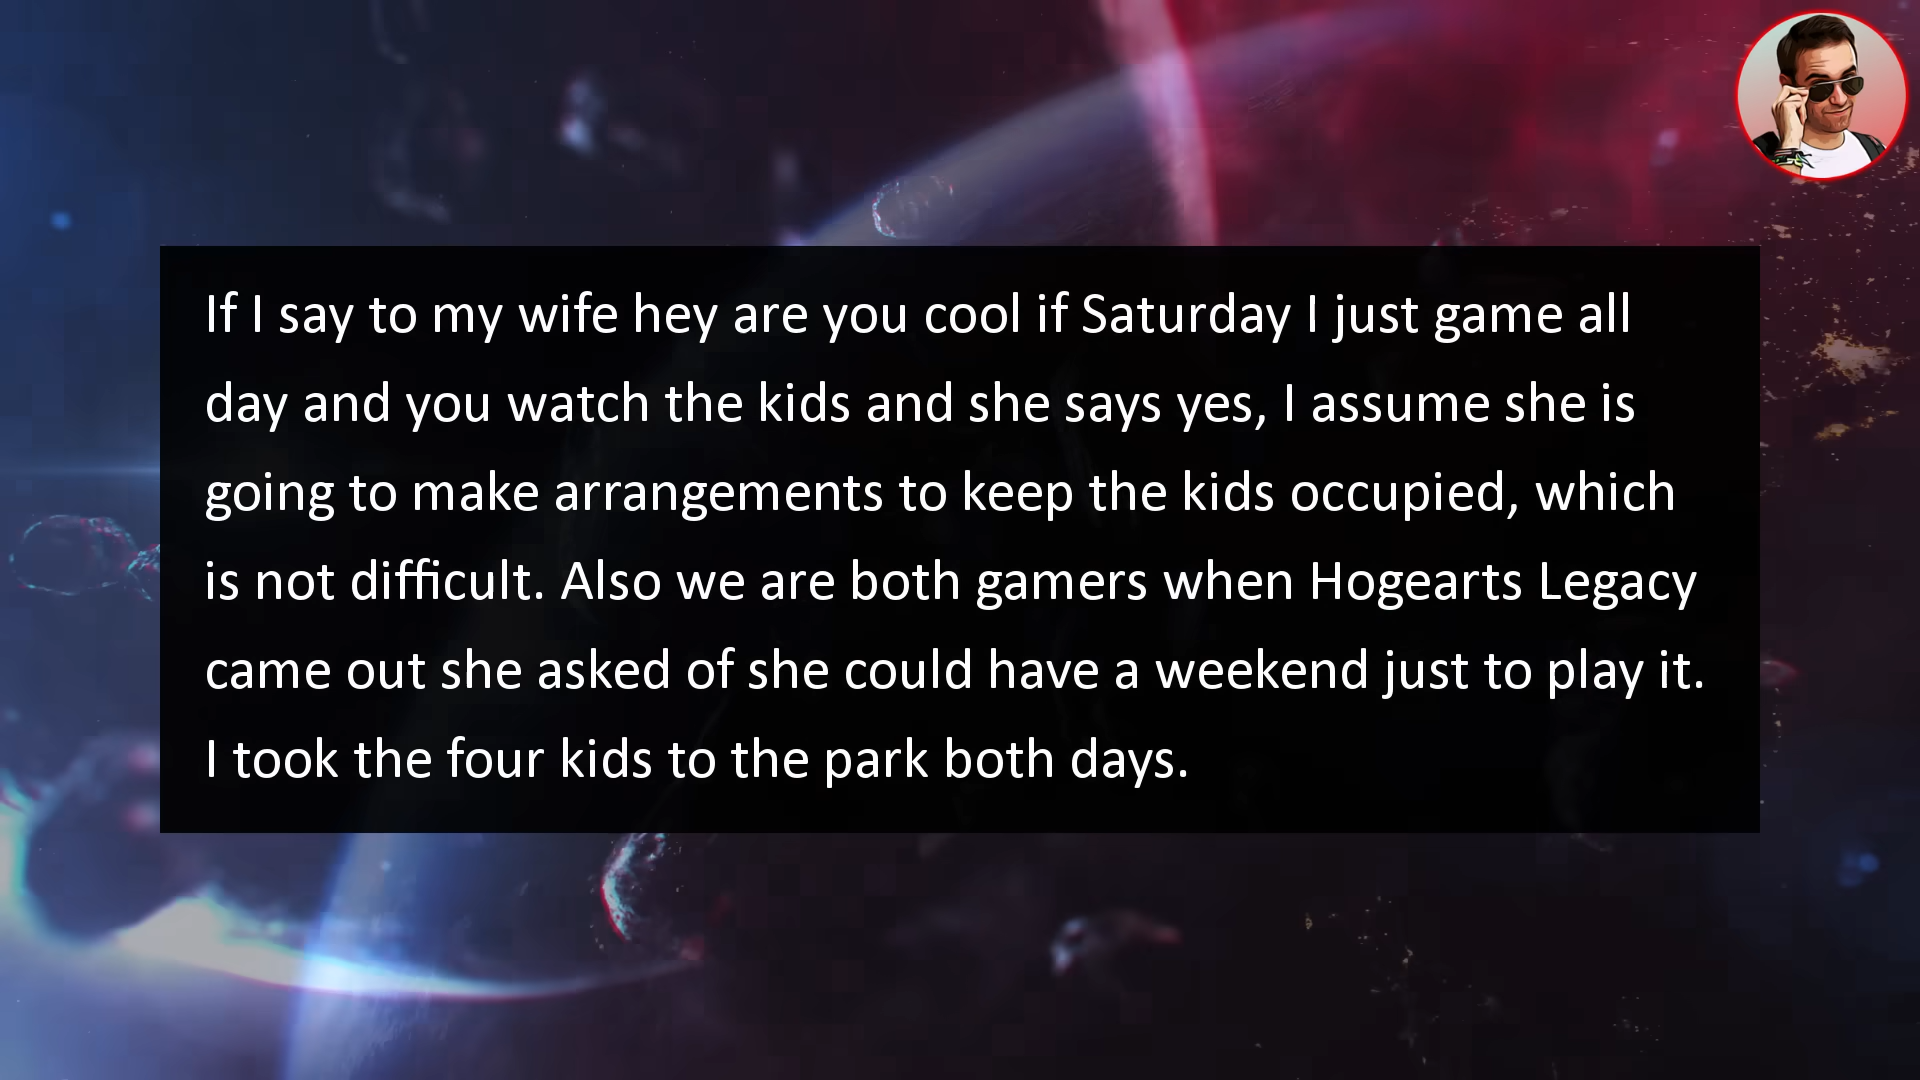 If I say to my wife hey are you cool if Saturday I just game all
day and you watch the kids and she says yes, I assume she is
going to make arrangements to keep the kids occupied, which
is not difficult. Also we are both gamers when Hogearts Legacy
came out she asked of she could have a weekend just to play it.
I took the four kids to the park both days.